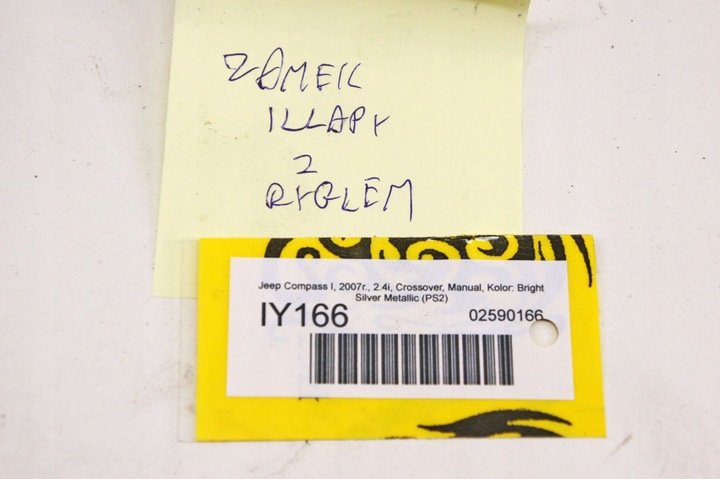 ZAMEK
KLAPY
Z
RYGLEM
Jeep Compass I, 2007r., 2.4i, Crossover, Manual, Kolor: Bright
Silver Metallic (PS2)
IY166
02590166